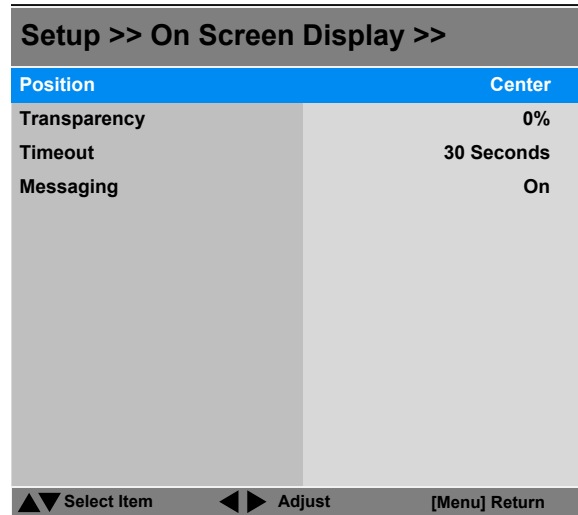 Setup >> On Screen Display >>
Position Center
Transparency 0%
Timeout 30 Seconds
Messaging On
Select Item Adjust [Menu] Return